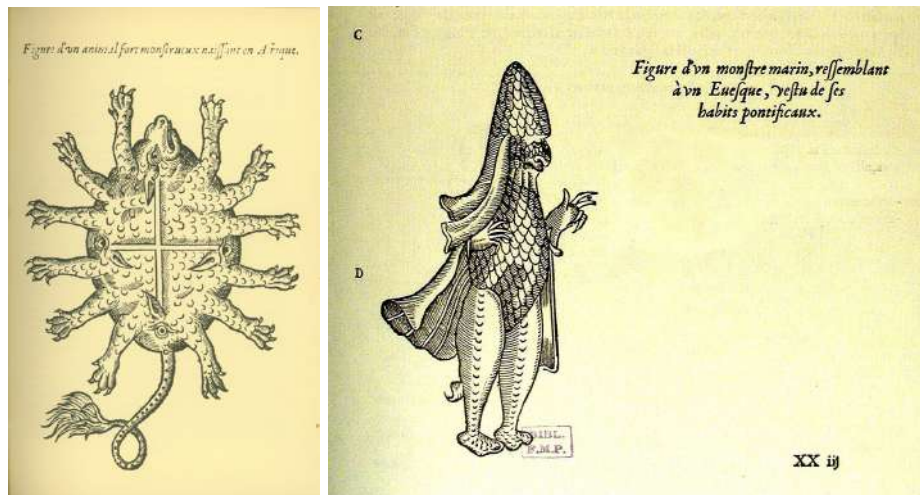 Figure d'vn animal fort monſtrueux naiſſant en Afrique.
C
Figure d'vn monſtre marin, reſſemblant
à vn Eueſque, veſtu de ſes
habits pontificaux.
D
BIBL.
F.M.P.
XX iij